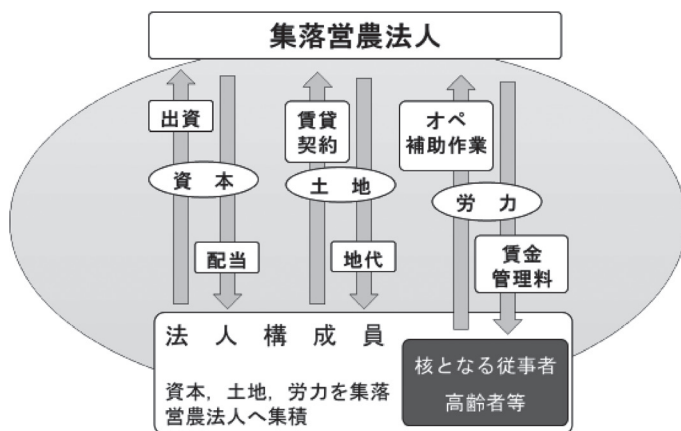 集落営農法人
出資
賃貸
契約
オペ
補助作業
資 本
土 地
労 力
配当
地代
賃金
管理料
法 人 構 成 員
資本，土地，労力を集落
営農法人へ集積
核となる従事者
高齢者等